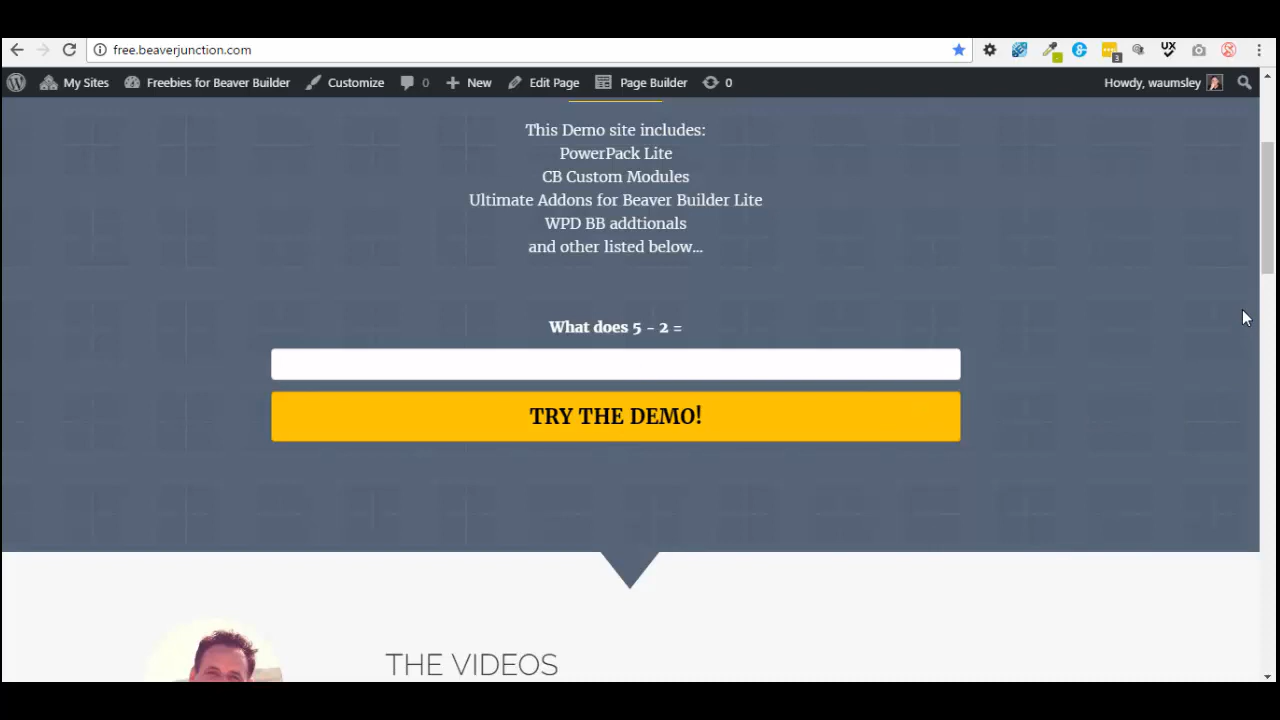 free.beaverjunction.com
UX
3
My Sites Freebies for Beaver Builder Customize 0 New Edit Page Page Builder 0 Howdy, waumsley
This Demo site includes:
PowerPack Lite
CB Custom Modules
Ultimate Addons for Beaver Builder Lite
WPD BB addtionals
and other listed below...
What does 5 - 2 =
TRY THE DEMO!
THE VIDEOS